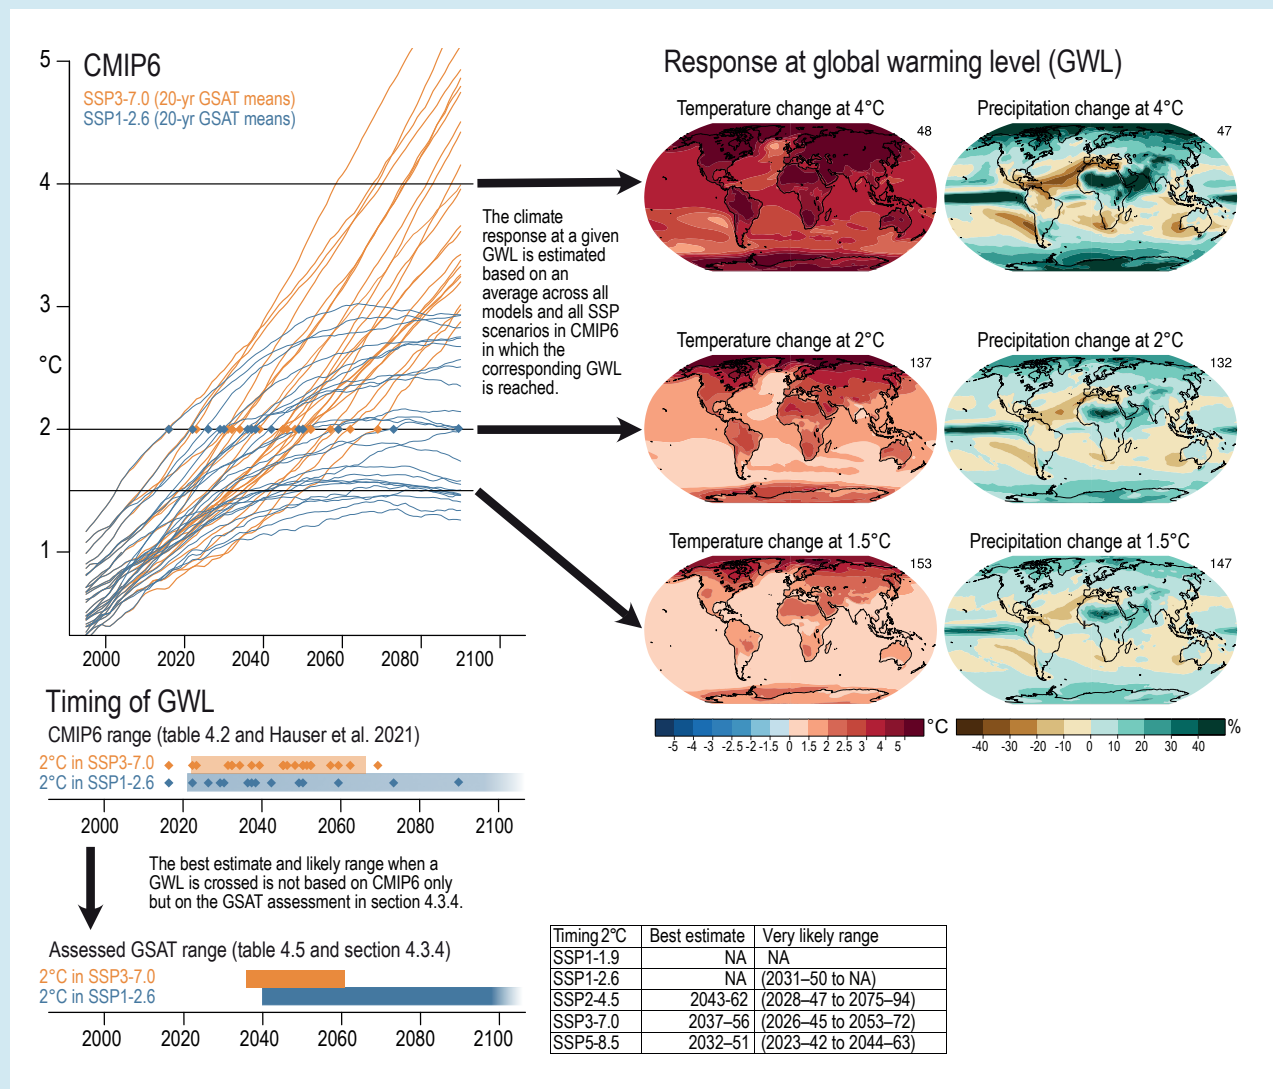 CMIP6
SSP3-7.0 (20-yr GSAT means)
SSP1-2.6 (20-yr GSAT means)
5
4
3
°C
2
1
2000 2020 2040 2060 2080 2100
The climate
response at a given
GWL is estimated
based on an
average across all
models and all SSP
scenarios in CMIP6
in which the
corresponding GWL
is reached.
Response at global warming level (GWL)
Temperature change at 4°C
48
Precipitation change at 4°C
47
Temperature change at 2°C
137
Precipitation change at 2°C
132
Temperature change at 1.5°C
153
Precipitation change at 1.5°C
147
-5 -4 -3 -2.5 -2 -1.5 0 1.5 2 2.5 3 4 5 °C
-40 -30 -20 -10 0 10 20 30 40 %
Timing of GWL
CMIP6 range (table 4.2 and Hauser et al. 2021)
2°C in SSP3-7.0
2°C in SSP1-2.6
2000 2020 2040 2060 2080 2100
The best estimate and likely range when a
GWL is crossed is not based on CMIP6 only
but on the GSAT assessment in section 4.3.4.
Assessed GSAT range (table 4.5 and section 4.3.4)
2°C in SSP3-7.0
2°C in SSP1-2.6
2000 2020 2040 2060 2080 2100
Timing 2°C Best estimate Very likely range
SSP1-1.9 NA NA
SSP1-2.6 NA (2031–50 to NA)
SSP2-4.5 2043-62 (2028–47 to 2075–94)
SSP3-7.0 2037–56 (2026–45 to 2053–72)
SSP5-8.5 2032–51 (2023–42 to 2044–63)